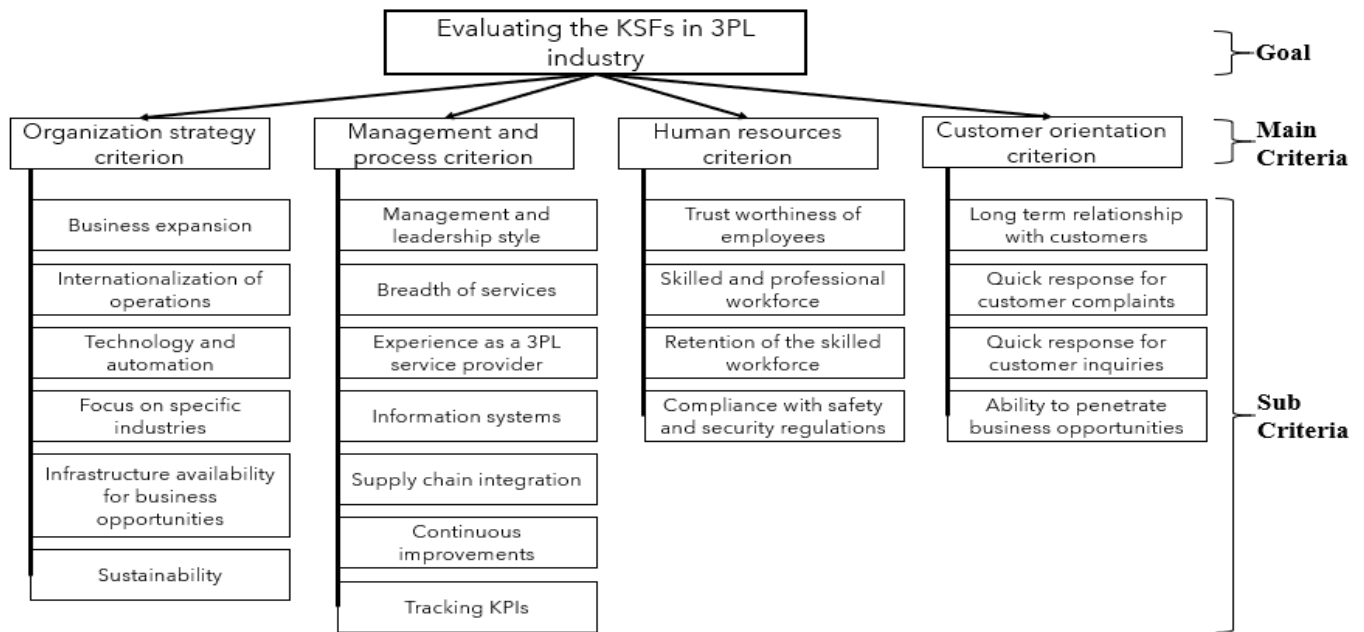 Evaluating the KSFs in 3PL
industry
Goal
Organization strategy
criterion
Management and
process criterion
Human resources
criterion
Customer orientation
criterion
Main
Criteria
Business expansion
Internationalization of
operations
Technology and
automation
Focus on specific
industries
Infrastructure availability
for business
opportunities
Sustainability
Management and
leadership style
Breadth of services
Experience as a 3PL
service provider
Information systems
Supply chain integration
Continuous
improvements
Tracking KPIs
Trust worthiness of
employees
Skilled and professional
workforce
Retention of the skilled
workforce
Compliance with safety
and security regulations
Long term relationship
with customers
Quick response for
customer complaints
Quick response for
customer inquiries
Ability to penetrate
business opportunities
Sub
Criteria